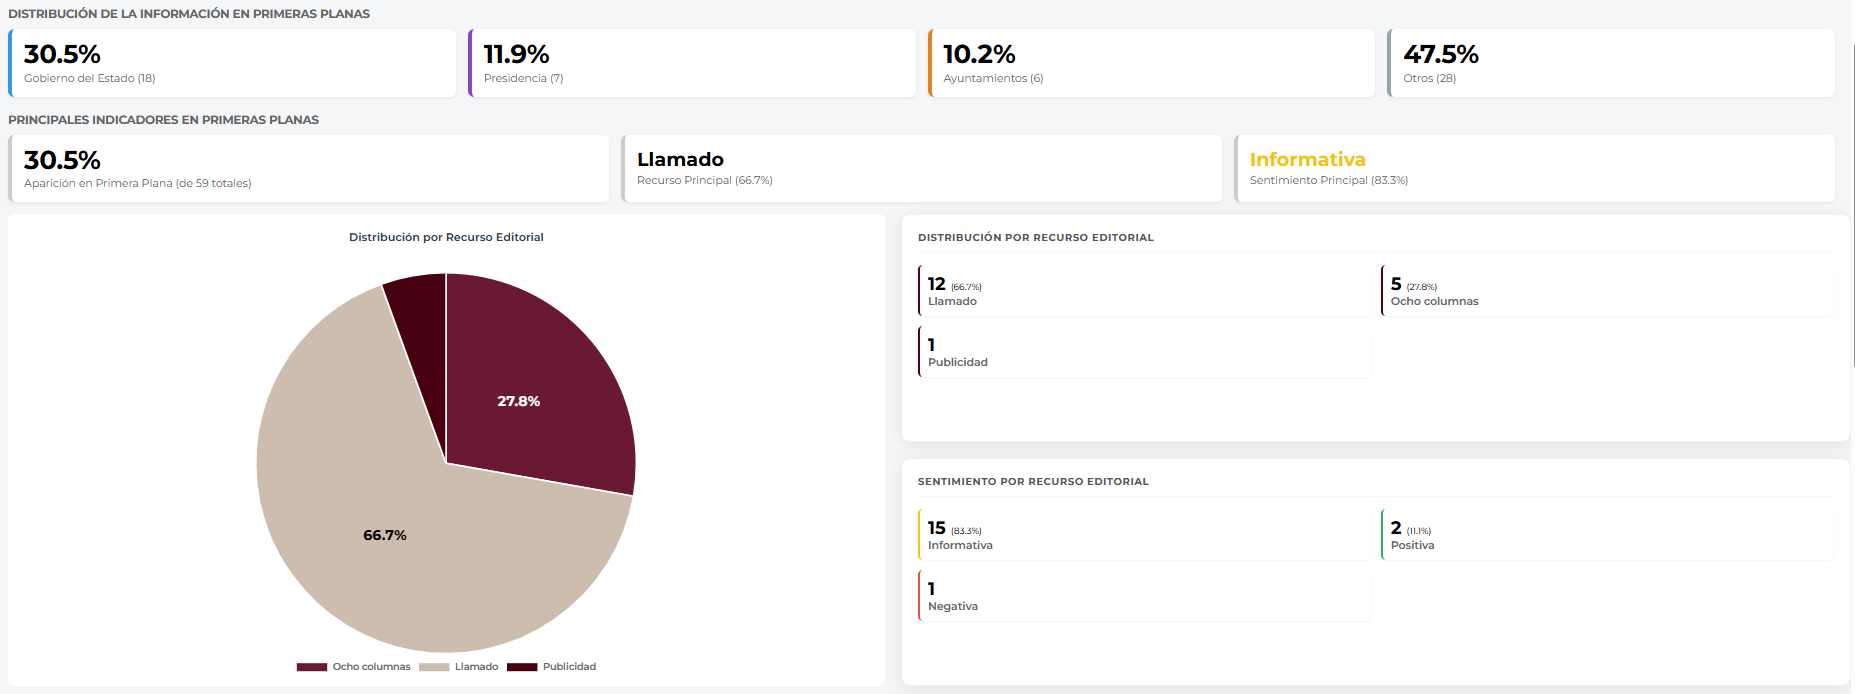 DISTRIBUCIÓN DE LA INFORMACIÓN EN PRIMERAS PLANAS
30.5%
Gobierno del Estado (18)
11.9%
Presidencia (7)
10.2%
Ayuntamientos (6)
47.5%
Otros (28)
PRINCIPALES INDICADORES EN PRIMERAS PLANAS
30.5%
Aparición en Primera Plana (de 59 totales)
Llamado
Recurso Principal (66.7%)
Informativa
Sentimiento Principal (83.3%)
Distribución por Recurso Editorial
27.8%
66.7%
Ocho columnas
Llamado
Publicidad
DISTRIBUCIÓN POR RECURSO EDITORIAL
12 (66.7%)
Llamado
5 (27.8%)
Ocho columnas
1
Publicidad
SENTIMIENTO POR RECURSO EDITORIAL
15 (83.3%)
Informativa
2 (11.1%)
Positiva
1
Negativa